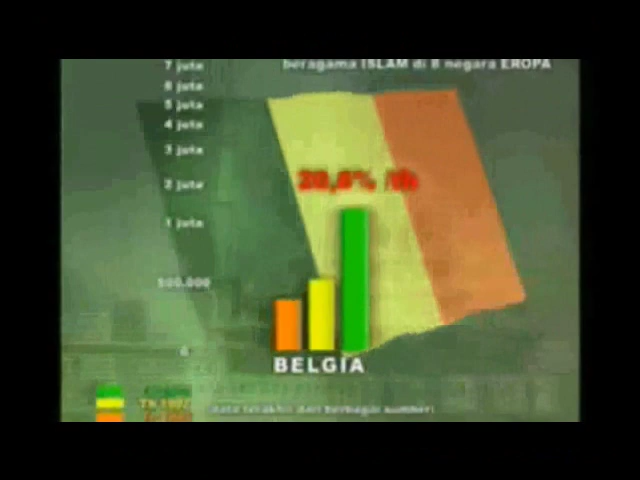 beragama ISLAM di 8 negara EROPA
7 juta
6 juta
5 juta
4 juta
3 juta
2 juta
1 juta
500.000
0
BELGIA
data terakhir dari berbagai sumber